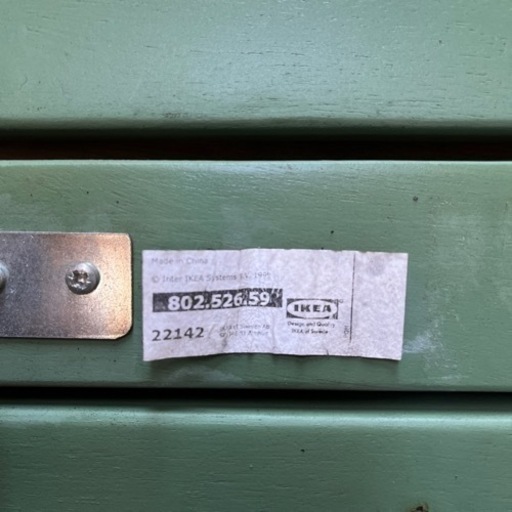 Made in China
© Inter IKEA Systems B.V. 1999
802.526.59
22142
IKEA
Design and Quality
IKEA of Sweden